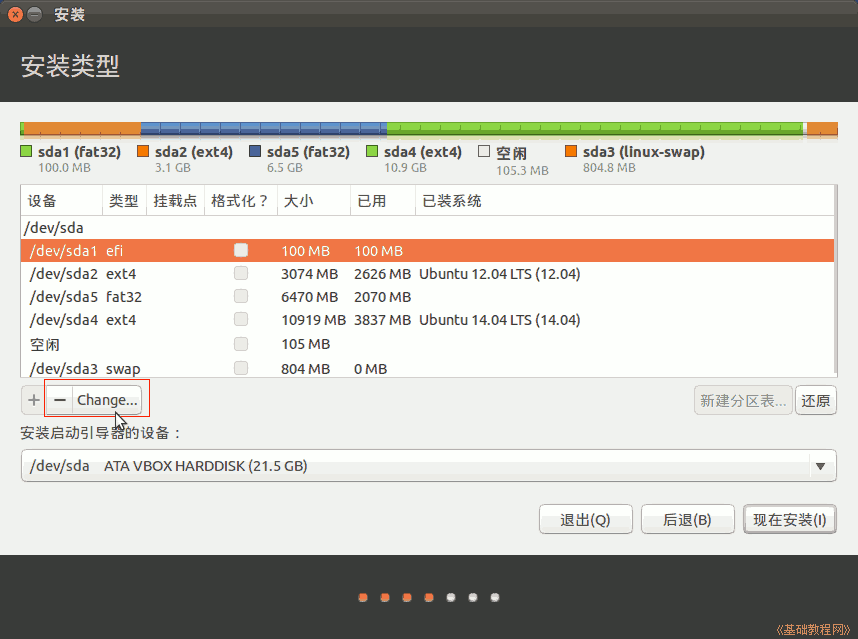 安装
安装类型
sda1 (fat32) sda2 (ext4) sda5 (fat32) sda4 (ext4) 空闲 sda3 (linux-swap)
100.0 MB 3.1 GB 6.5 GB 10.9 GB 105.3 MB 804.8 MB
设备 类型 挂载点 格式化？ 大小 已用 已装系统
/dev/sda
/dev/sda1 efi 100 MB 100 MB
/dev/sda2 ext4 3074 MB 2626 MB Ubuntu 12.04 LTS (12.04)
/dev/sda5 fat32 6470 MB 2070 MB
/dev/sda4 ext4 10919 MB 3837 MB Ubuntu 14.04 LTS (14.04)
空闲 105 MB
/dev/sda3 swap 804 MB 0 MB
+ − Change... 新建分区表... 还原
安装启动引导器的设备：
/dev/sda ATA VBOX HARDDISK (21.5 GB)
退出(Q) 后退(B) 现在安装(I)
《基础教程网》